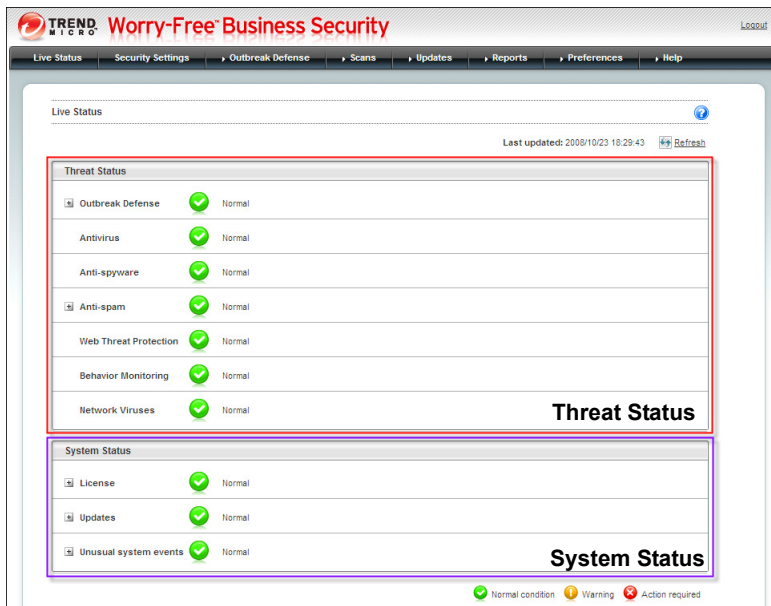 TREND MICRO Worry-Free™ Business Security
Logout
Live Status Security Settings Outbreak Defense Scans Updates Reports Preferences Help
Live Status
Last updated: 2008/10/23 18:29:43 Refresh
Threat Status
Outbreak Defense Normal
Antivirus Normal
Anti-spyware Normal
Anti-spam Normal
Web Threat Protection Normal
Behavior Monitoring Normal
Network Viruses Normal
Threat Status
System Status
License Normal
Updates Normal
Unusual system events Normal
System Status
Normal condition Warning Action required